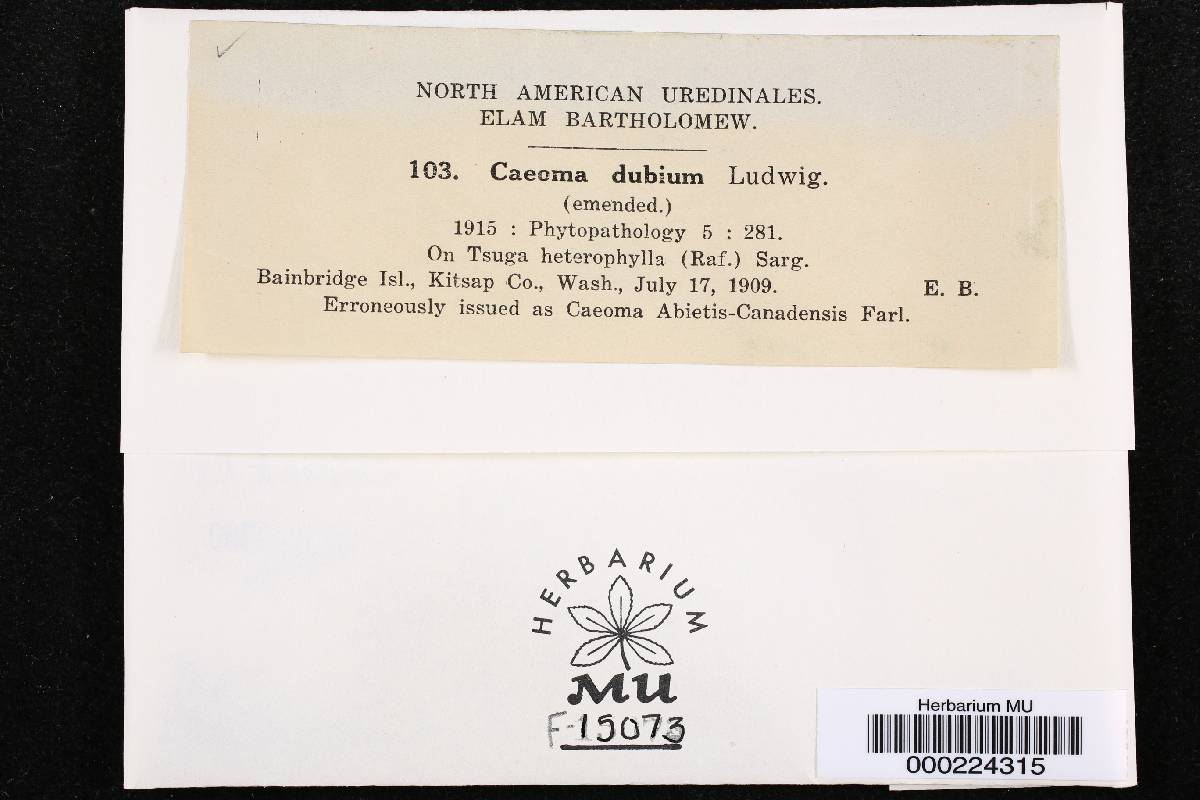 NORTH AMERICAN UREDINALES.
ELAM BARTHOLOMEW.
103. Caeoma dubium Ludwig.
(emended.)
1915 : Phytopathology 5 : 281.
On Tsuga heterophylla (Raf.) Sarg.
Bainbridge Isl., Kitsap Co., Wash., July 17, 1909. E. B.
Erroneously issued as Caeoma Abietis-Canadensis Farl.
HERBARIUM
MU
F-15073
Herbarium MU
000224315